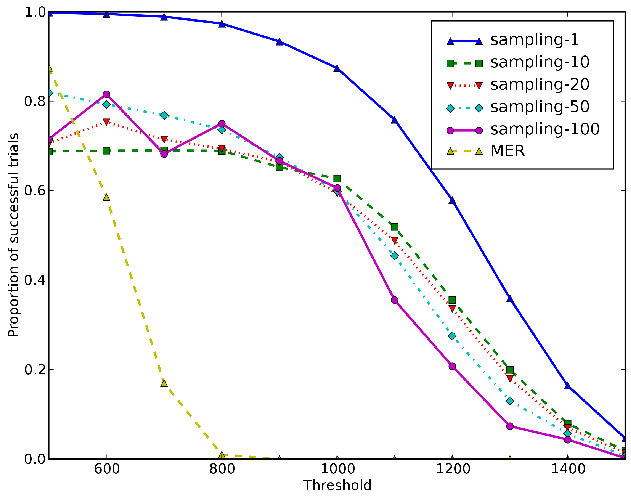 1.0
0.8
0.6
0.4
0.2
0.0
Proportion of successful trials
600 800 1000 1200 1400
Threshold
sampling-1
sampling-10
sampling-20
sampling-50
sampling-100
MER